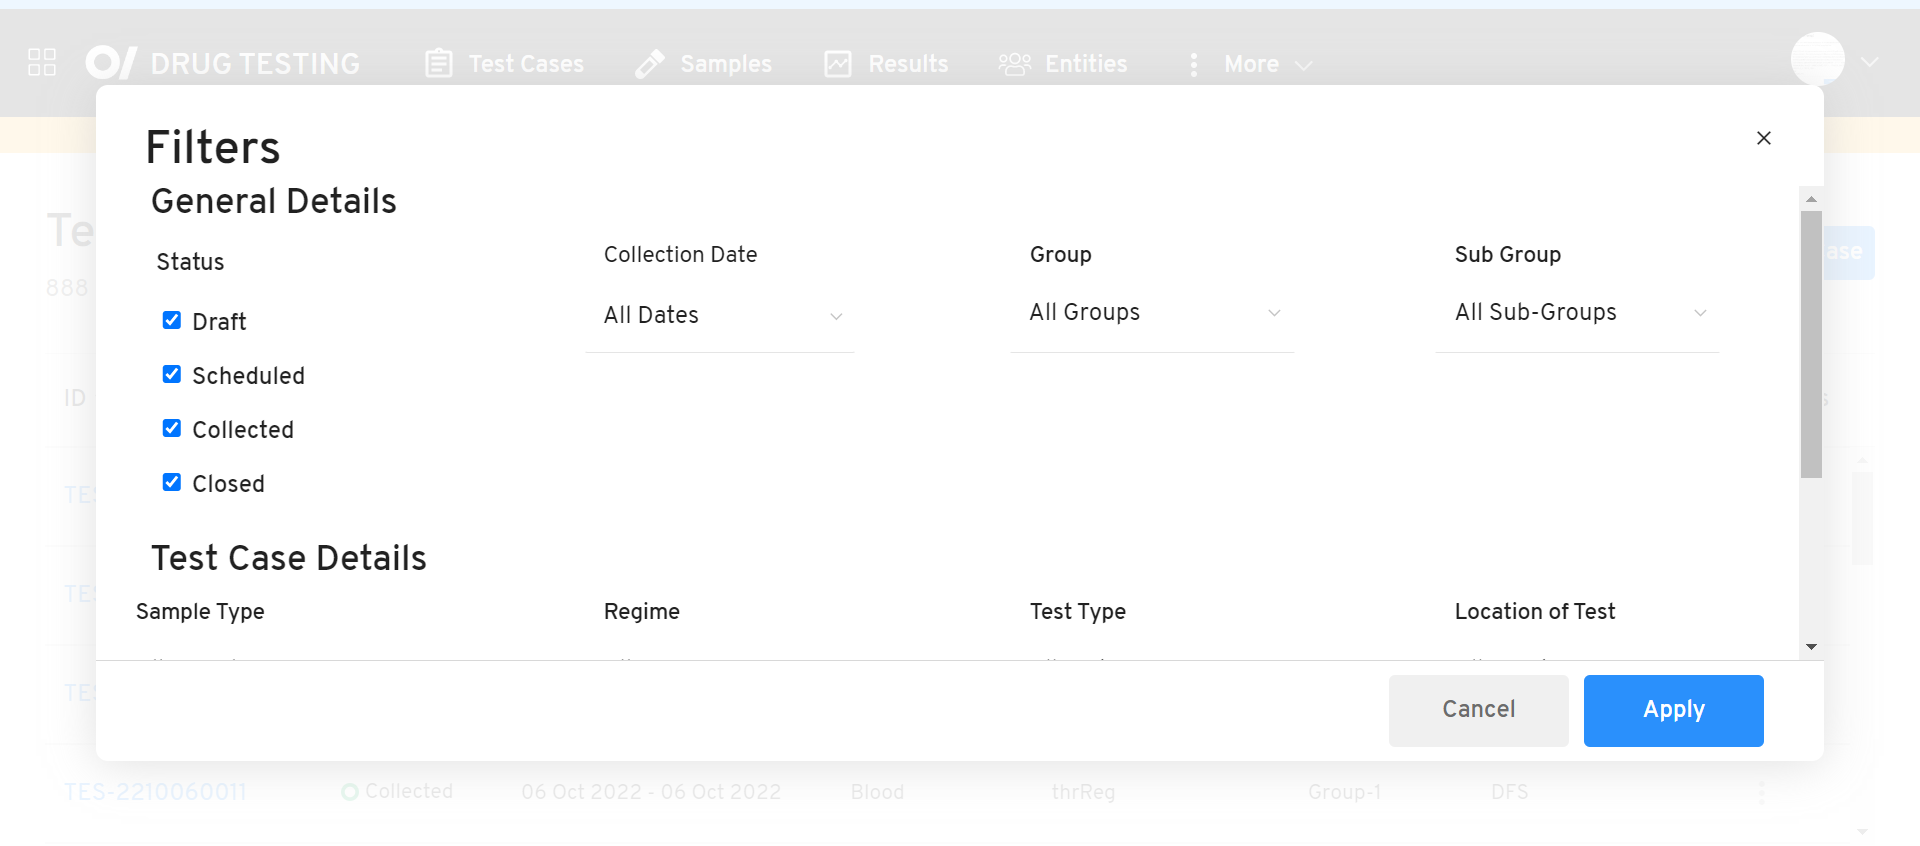 DRUG TESTING Test Cases Samples Results Entities More
Filters
General Details
Te
888
ase
Status Collection Date Group Sub Group
Draft All Dates All Groups All Sub-Groups
Scheduled
ID
Collected
Closed
TES
Test Case Details
TES
Sample Type Regime Test Type Location of Test
TES
Cancel Apply
TES-2210060011 Collected 06 Oct 2022 - 06 Oct 2022 Blood thrReg Group-1 DFS